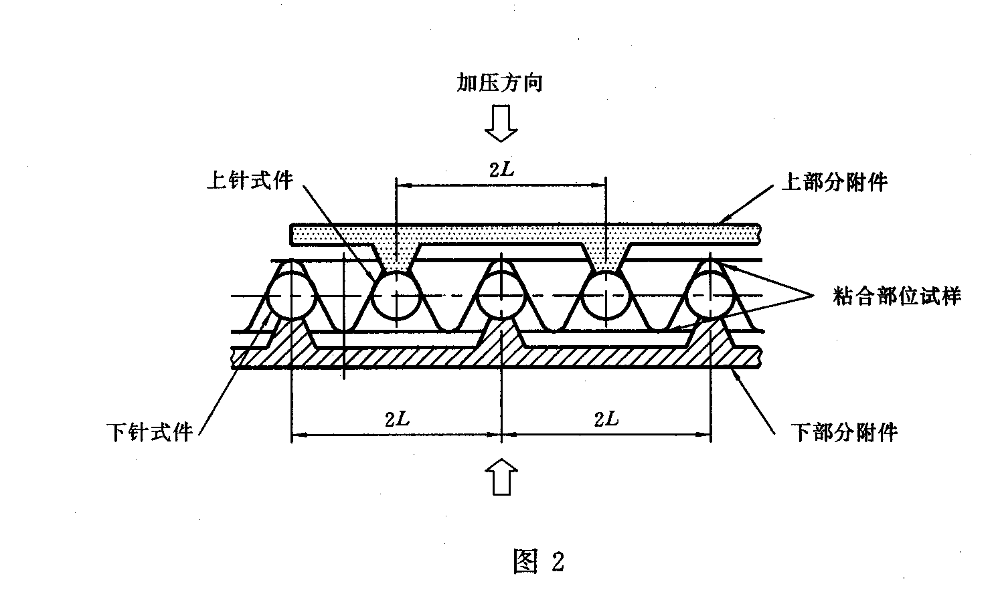 加压方向
2L
上针式件
上部分附件
粘合部位试样
2L
2L
下针式件
下部分附件
图 2